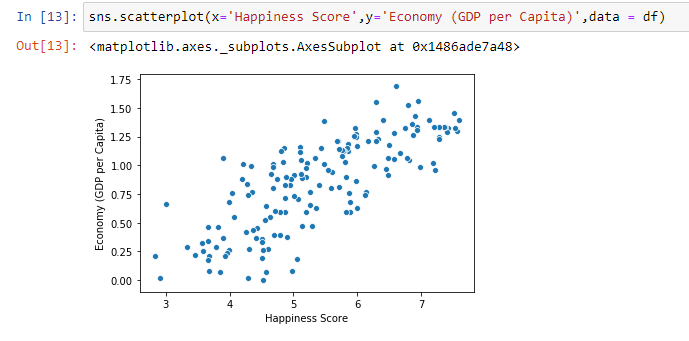 In [13]: sns.scatterplot(x='Happiness Score',y='Economy (GDP per Capita)',data = df)
Out[13]: <matplotlib.axes._subplots.AxesSubplot at 0x1486ade7a48>
1.75
1.50
1.25
1.00
0.75
0.50
0.25
0.00
Economy (GDP per Capita)
3 4 5 6 7
Happiness Score